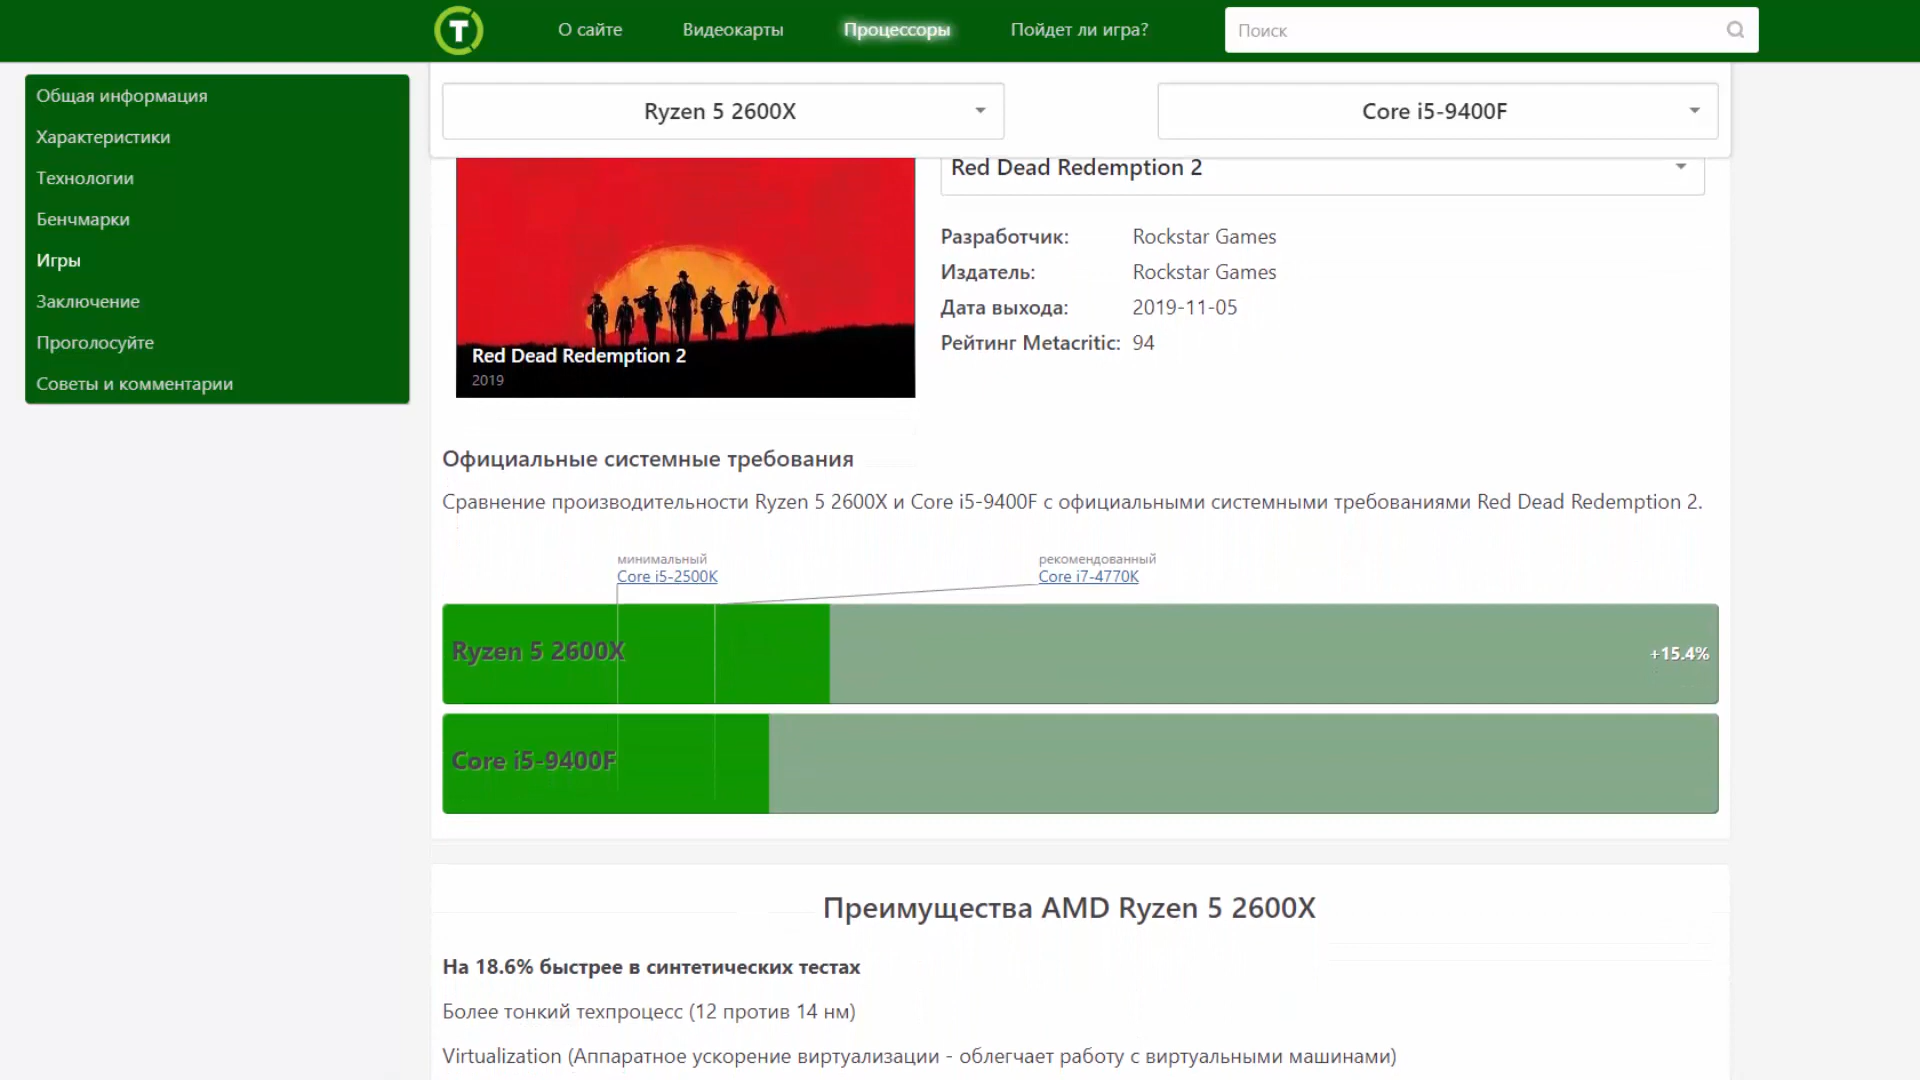 T
О сайте
Видеокарты
Процессоры
Пойдет ли игра?
Поиск
Общая информация
Характеристики
Технологии
Бенчмарки
Игры
Заключение
Проголосуйте
Советы и комментарии
Ryzen 5 2600X
Core i5-9400F
Red Dead Redemption 2
2019
Red Dead Redemption 2
Разработчик: Rockstar Games
Издатель: Rockstar Games
Дата выхода: 2019-11-05
Рейтинг Metacritic: 94
Официальные системные требования
Сравнение производительности Ryzen 5 2600X и Core i5-9400F с официальными системными требованиями Red Dead Redemption 2.
минимальный
Core i5-2500K
рекомендованный
Core i7-4770K
Ryzen 5 2600X
+15.4%
Core i5-9400F
Преимущества AMD Ryzen 5 2600X
На 18.6% быстрее в синтетических тестах
Более тонкий техпроцесс (12 против 14 нм)
Virtualization (Аппаратное ускорение виртуализации - облегчает работу с виртуальными машинами)